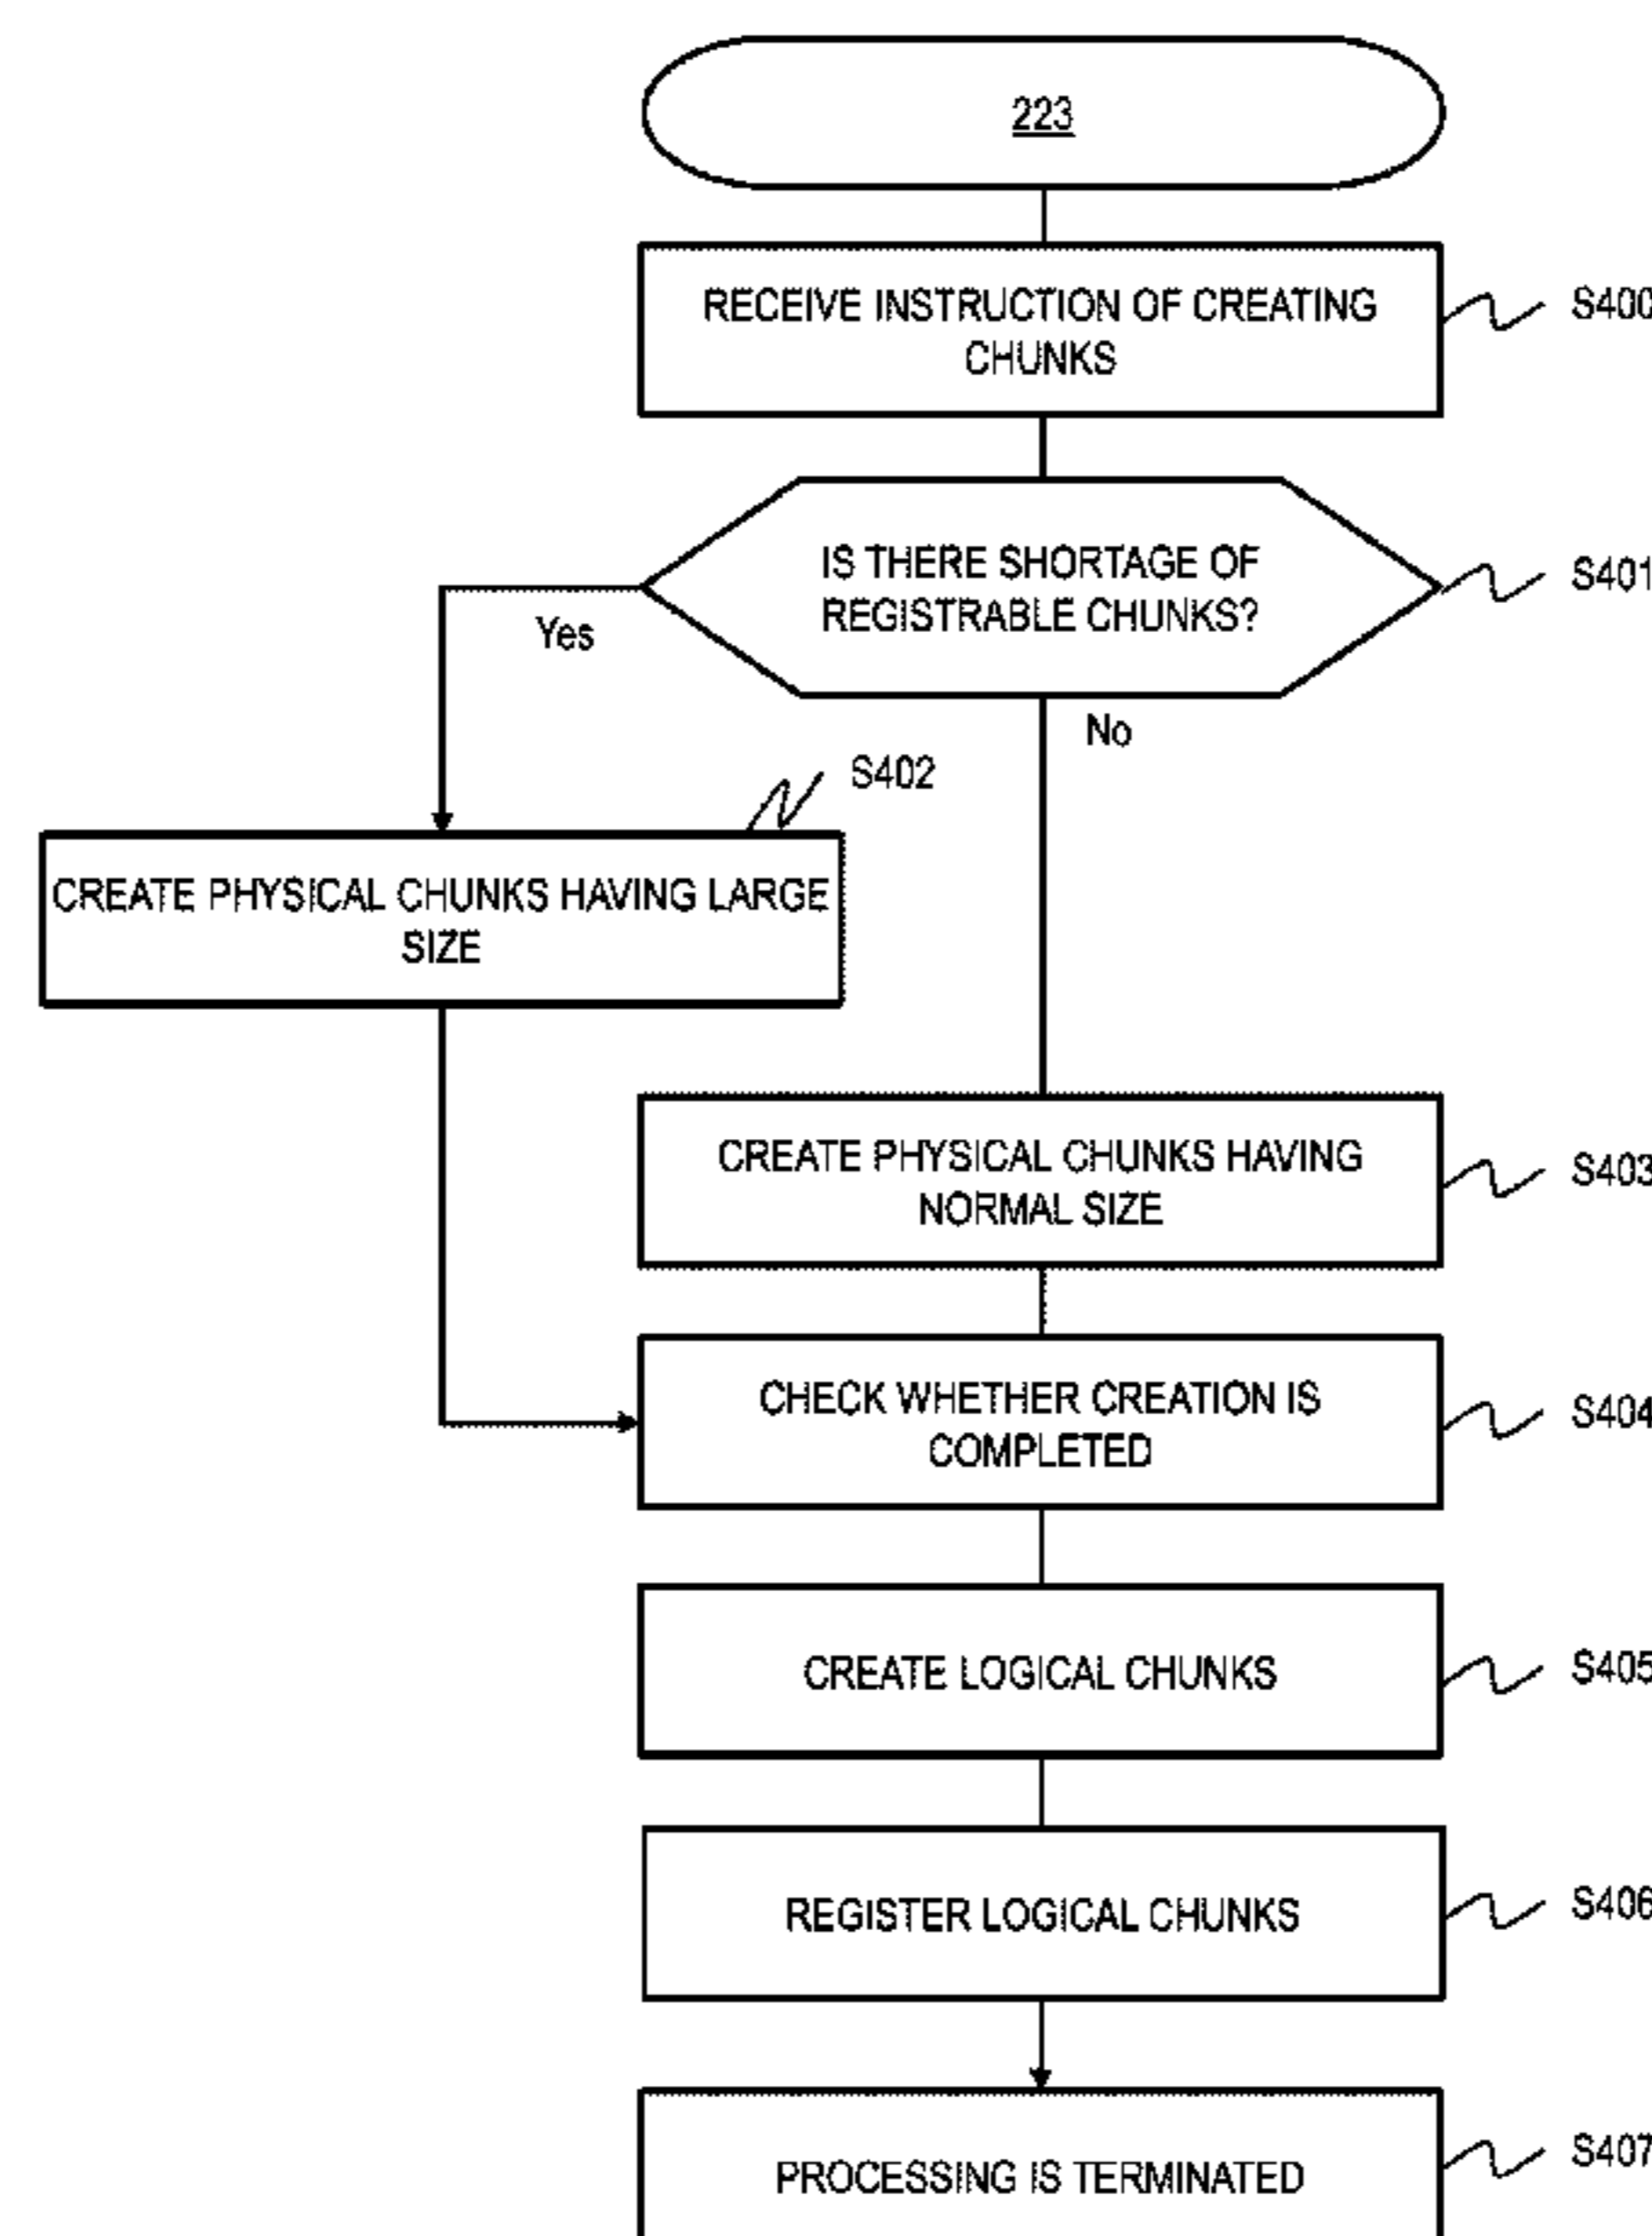 223
RECEIVE INSTRUCTION OF CREATING
CHUNKS
S400
IS THERE SHORTAGE OF
REGISTRABLE CHUNKS?
S401
Yes
No
S402
CREATE PHYSICAL CHUNKS HAVING LARGE
SIZE
CREATE PHYSICAL CHUNKS HAVING
NORMAL SIZE
S403
CHECK WHETHER CREATION IS
COMPLETED
S404
CREATE LOGICAL CHUNKS
S405
REGISTER LOGICAL CHUNKS
S406
PROCESSING IS TERMINATED
S407